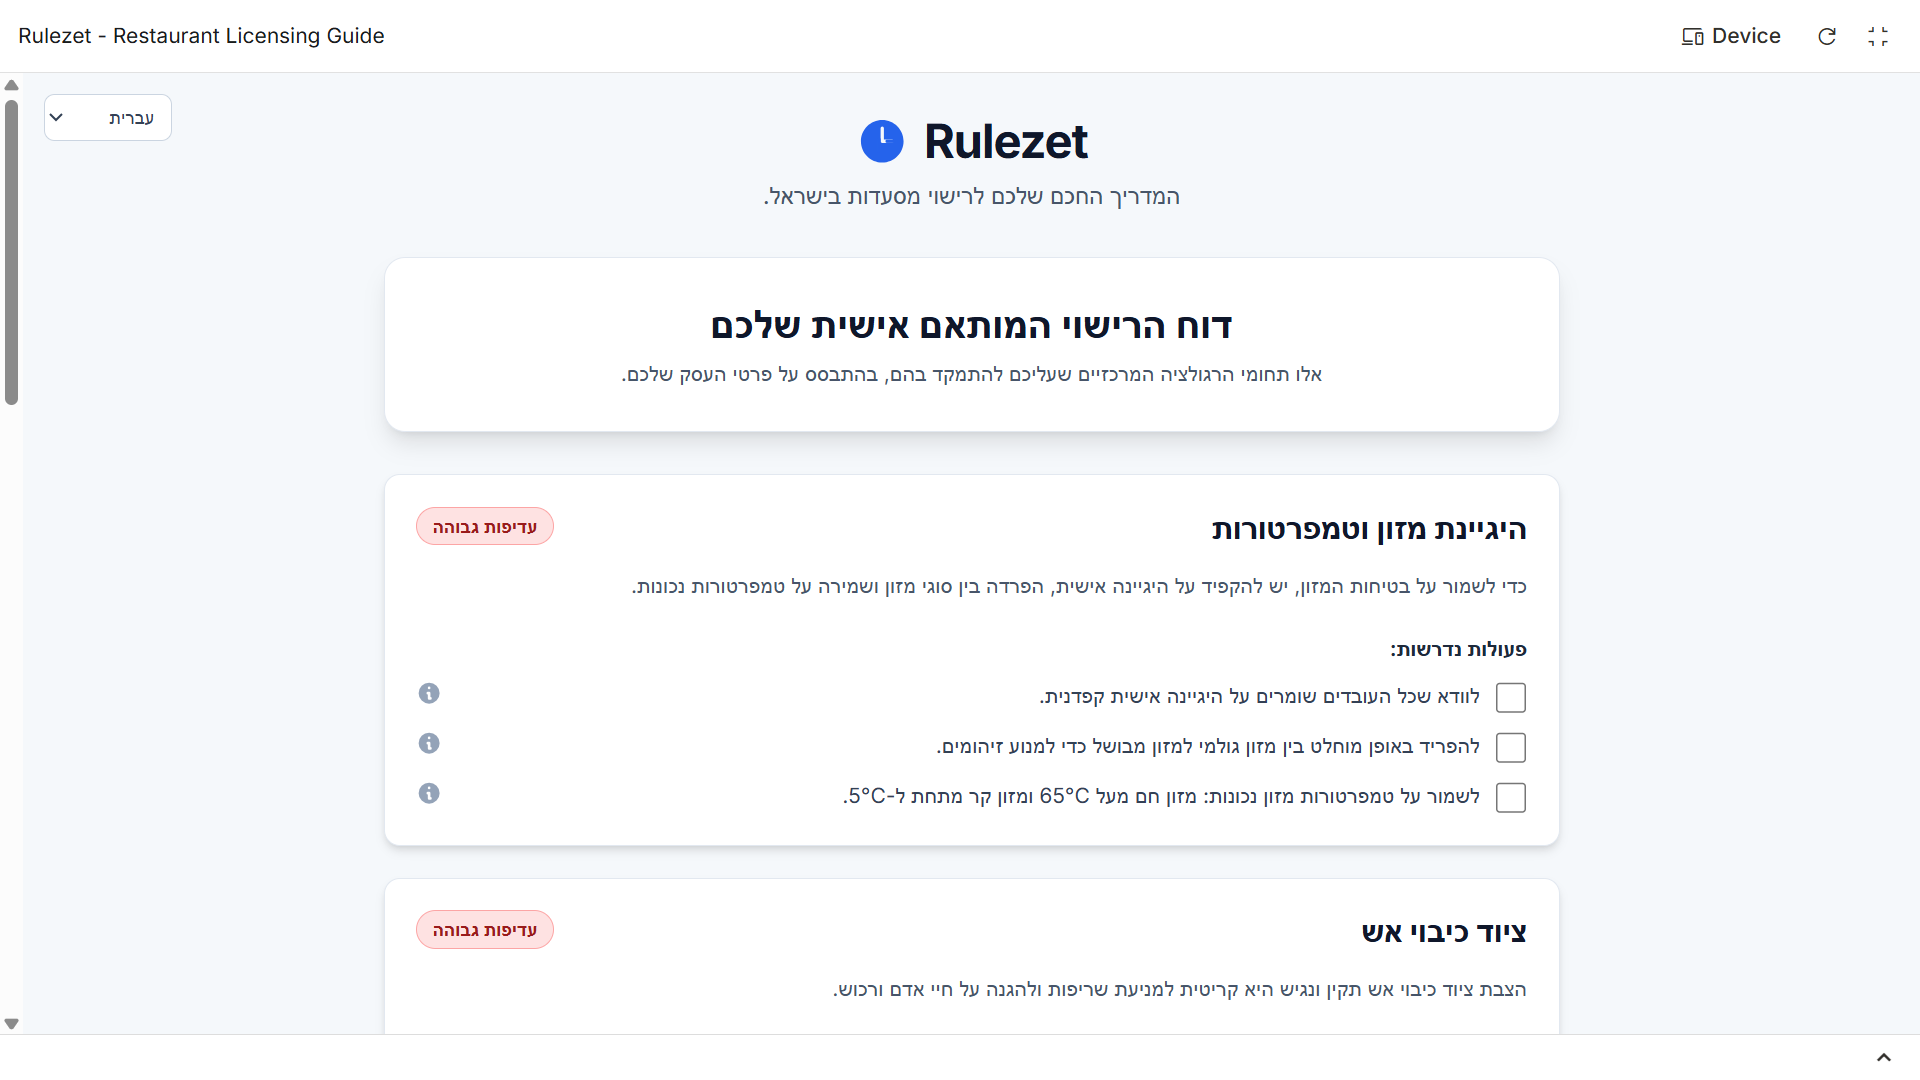 Rulezet - Restaurant Licensing Guide
Device
עברית
Rulezet
המדריך החכם שלכם לרישוי מסעדות בישראל.
דוח הרישוי המותאם אישית שלכם
אלו תחומי הרגולציה המרכזיים שעליכם להתמקד בהם, בהתבסס על פרטי העסק שלכם.
היגיינת מזון וטמפרטורות
עדיפות גבוהה
כדי לשמור על בטיחות המזון, יש להקפיד על היגיינה אישית, הפרדה בין סוגי מזון ושמירה על טמפרטורות נכונות.
פעולות נדרשות:
לוודא שכל העובדים שומרים על היגיינה אישית קפדנית.
להפריד באופן מוחלט בין מזון גולמי למזון מבושל כדי למנוע זיהומים.
לשמור על טמפרטורות מזון נכונות: מזון חם מעל 65°C ומזון קר מתחת ל-5°C.
ציוד כיבוי אש
עדיפות גבוהה
הצבת ציוד כיבוי אש תקין ונגיש היא קריטית למניעת שריפות ולהגנה על חיי אדם ורכוש.